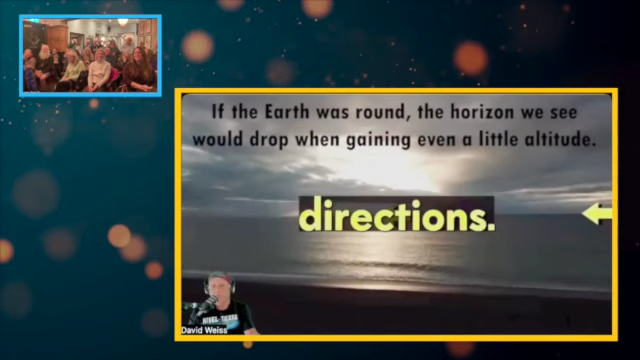 If the Earth was round, the horizon we see
would drop when gaining even a little altitude.
directions.
David Weiss